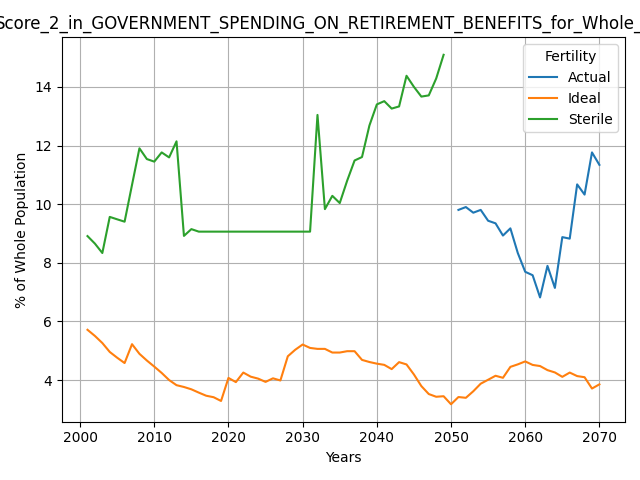 Score_2_in_GOVERNMENT_SPENDING_ON_RETIREMENT_BENEFITS_for_Whole_
Fertility
Actual
Ideal
Sterile
% of Whole Population
14
12
10
8
6
4
2000 2010 2020 2030 2040 2050 2060 2070
Years